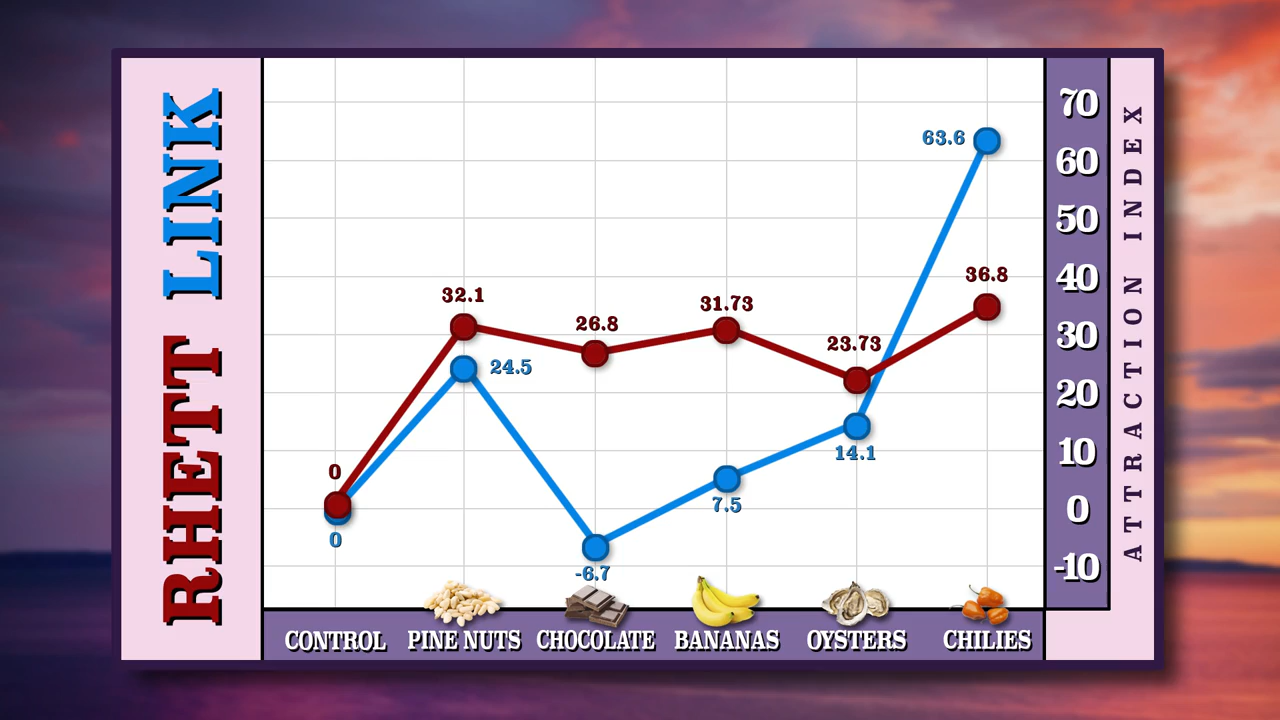 RHETT LINK
70
60
50
40
30
20
10
0
-10
ATTRACTION INDEX
0
32.1
26.8
31.73
23.73
36.8
0
24.5
-6.7
7.5
14.1
63.6
CONTROL
PINE NUTS
CHOCOLATE
BANANAS
OYSTERS
CHILIES